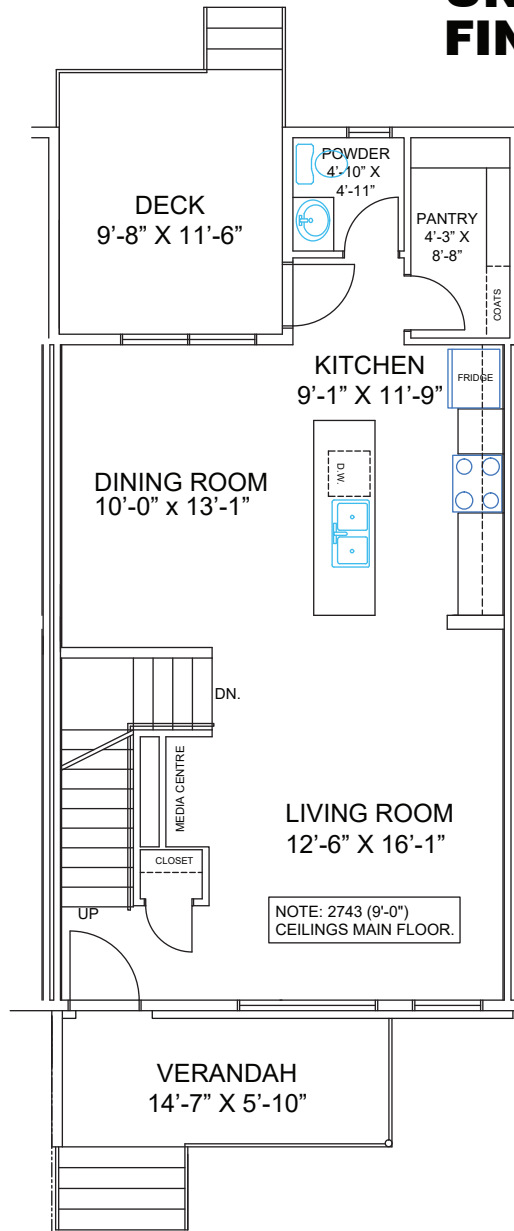 FIN
POWDER
4'-10” X
4'-11”
DECK
9'-8” X 11'-6”
PANTRY
4'-3” X
8'-8”
COATS
KITCHEN
9'-1” X 11'-9”
FRIDGE
D.W.
DINING ROOM
10'-0” x 13'-1”
DN.
MEDIA CENTRE
LIVING ROOM
12'-6” X 16'-1”
CLOSET
NOTE: 2743 (9'-0")
CEILINGS MAIN FLOOR.
UP
VERANDAH
14'-7” X 5'-10”